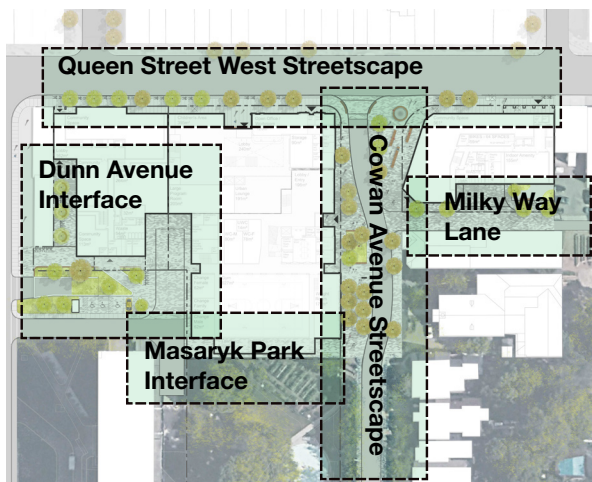 Queen Street West Streetscape
Dunn Avenue
Interface
Cowan Avenue Streetscape
Milky Way
Lane
Masaryk Park
Interface